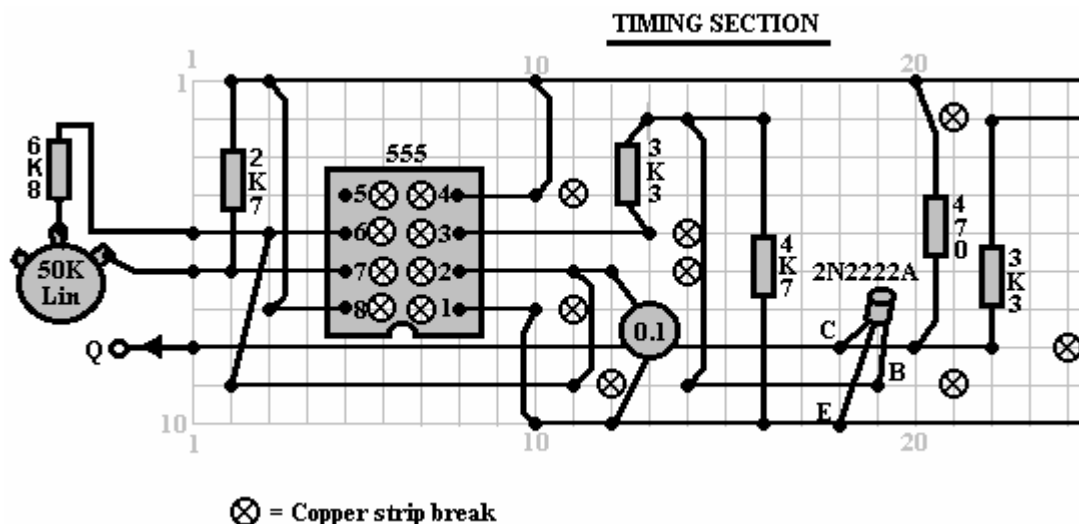 TIMING SECTION
1
10
20
1
6K8
2K7
555
3K3
5
4
6
3
7
2
8
1
50K
Lin
4K7
470
3K3
2N2222A
0.1
C
Q
B
E
10
1
10
20
= Copper strip break